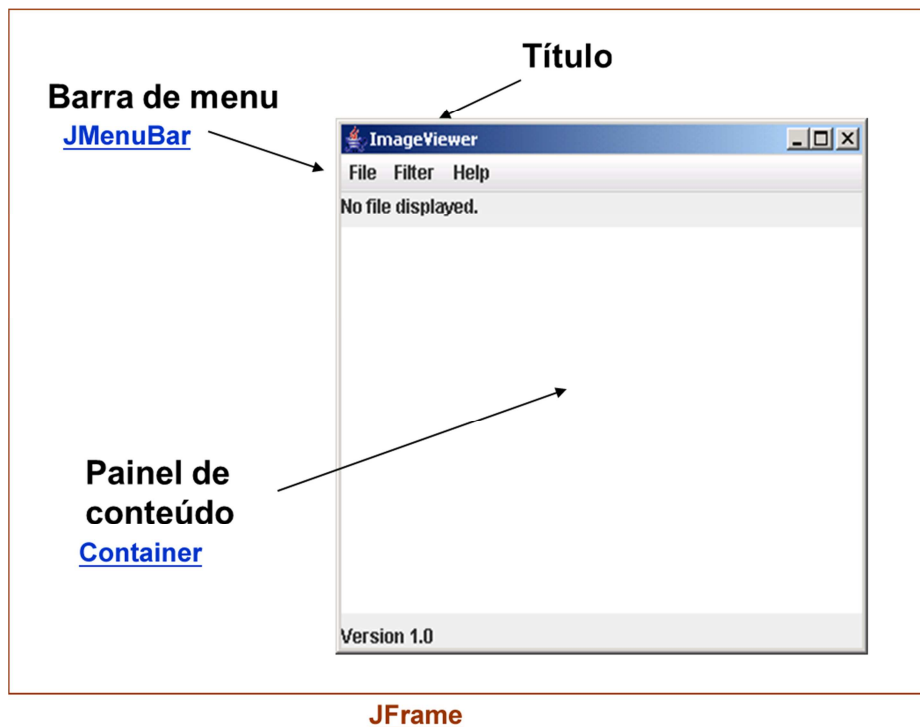 Título
Barra de menu
JMenuBar
ImageViewer
File Filter Help
No file displayed.
Painel de
conteúdo
Container
Version 1.0
JFrame